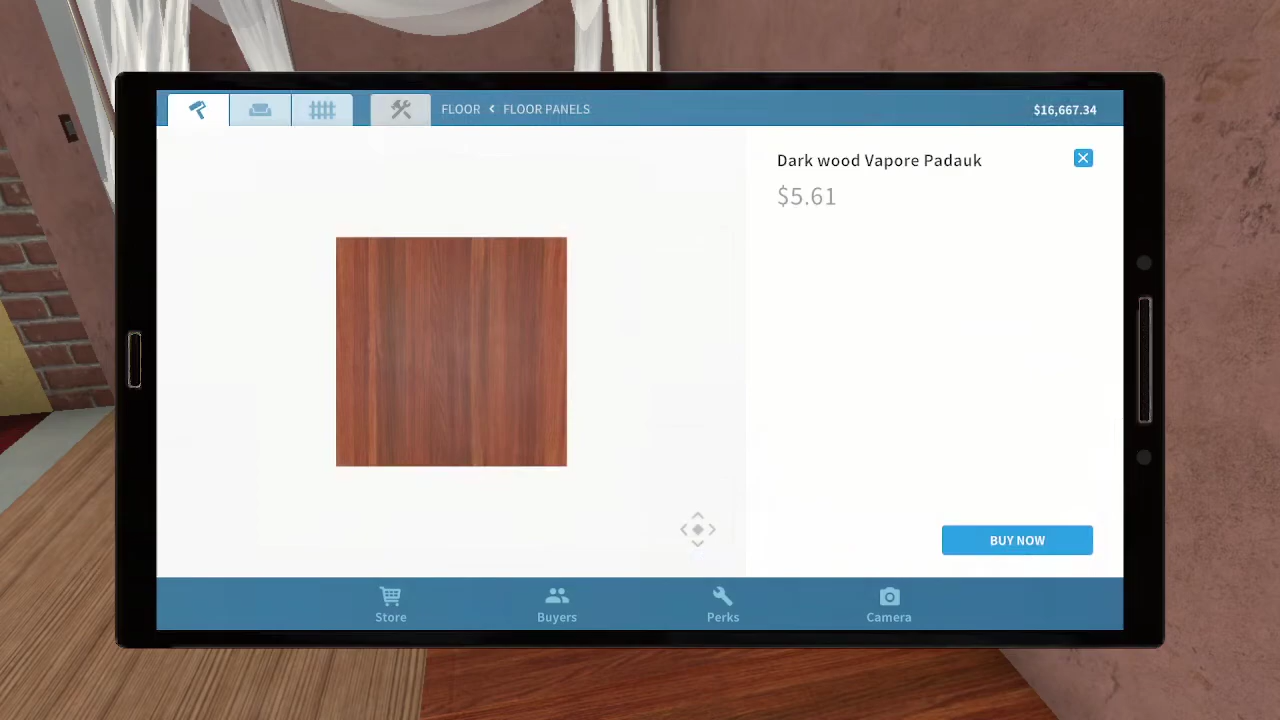 FLOOR < FLOOR PANELS
$16,667.34
Dark wood Vapore Padauk
$5.61
BUY NOW
Store
Buyers
Perks
Camera